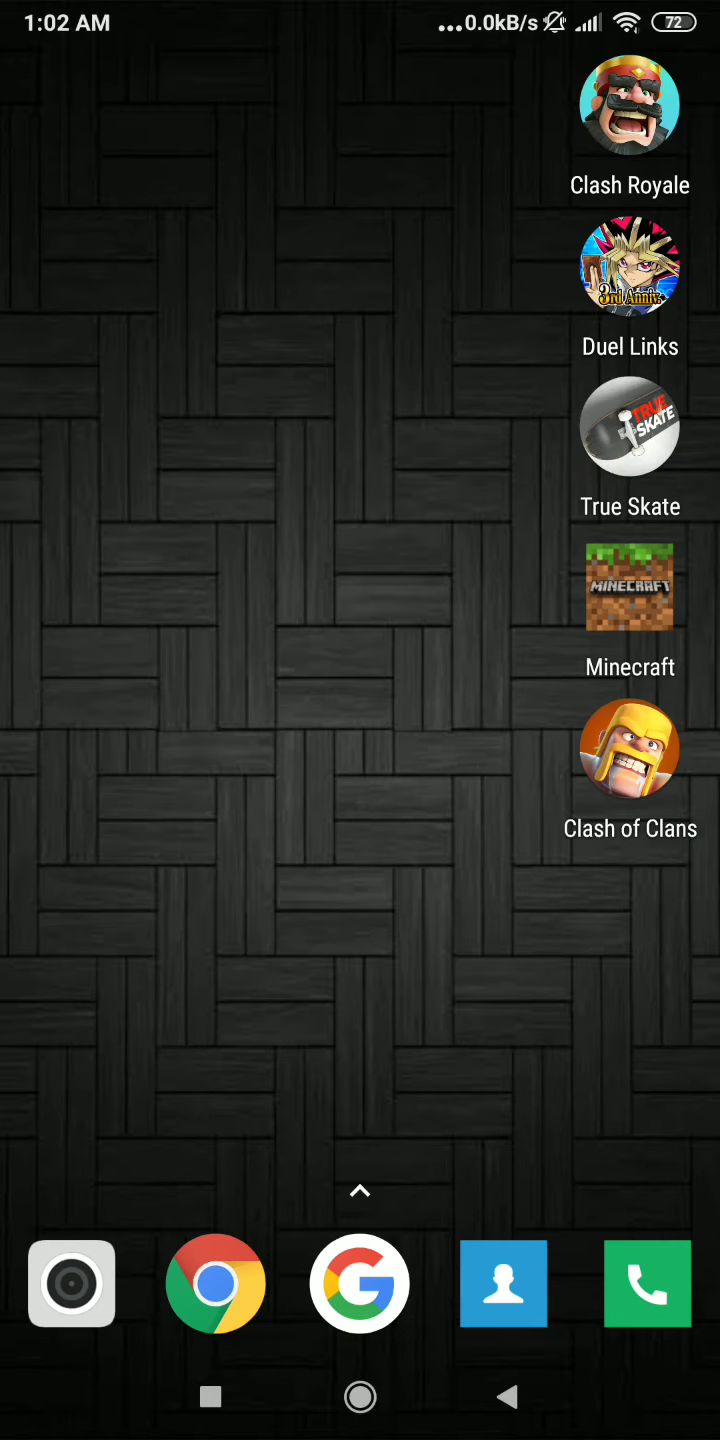 1:02 AM ...0.0kB/s 72
Clash Royale
3rd Anniv.
Duel Links
TRUE
SKATE
True Skate
MINECRAFT
Minecraft
Clash of Clans
G